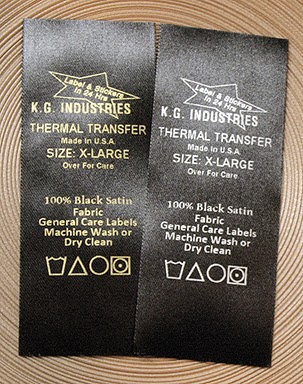 Label & Stickers
in 24 Hrs
K.G. INDUSTRIES
THERMAL TRANSFER
Made in U.S.A
SIZE: X-LARGE
Over For Care
100% Black Satin
Fabric
General Care Labels
Machine Wash or
Dry Clean
Label & Stickers
in 24 Hrs
K.G. INDUSTRIES
THERMAL TRANSFER
Made in U.S.A
SIZE: X-LARGE
Over For Care
100% Black Satin
Fabric
General Care Labels
Machine Wash or
Dry Clean